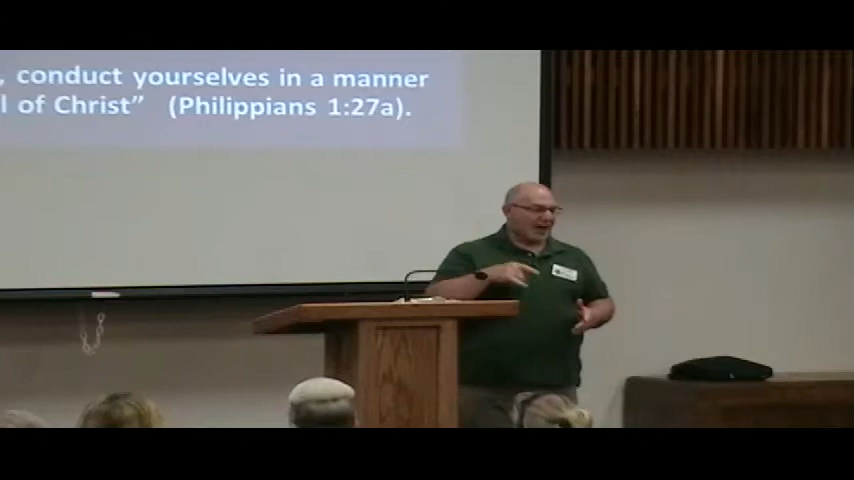 , conduct yourselves in a manner
l of Christ” (Philippians 1:27a).